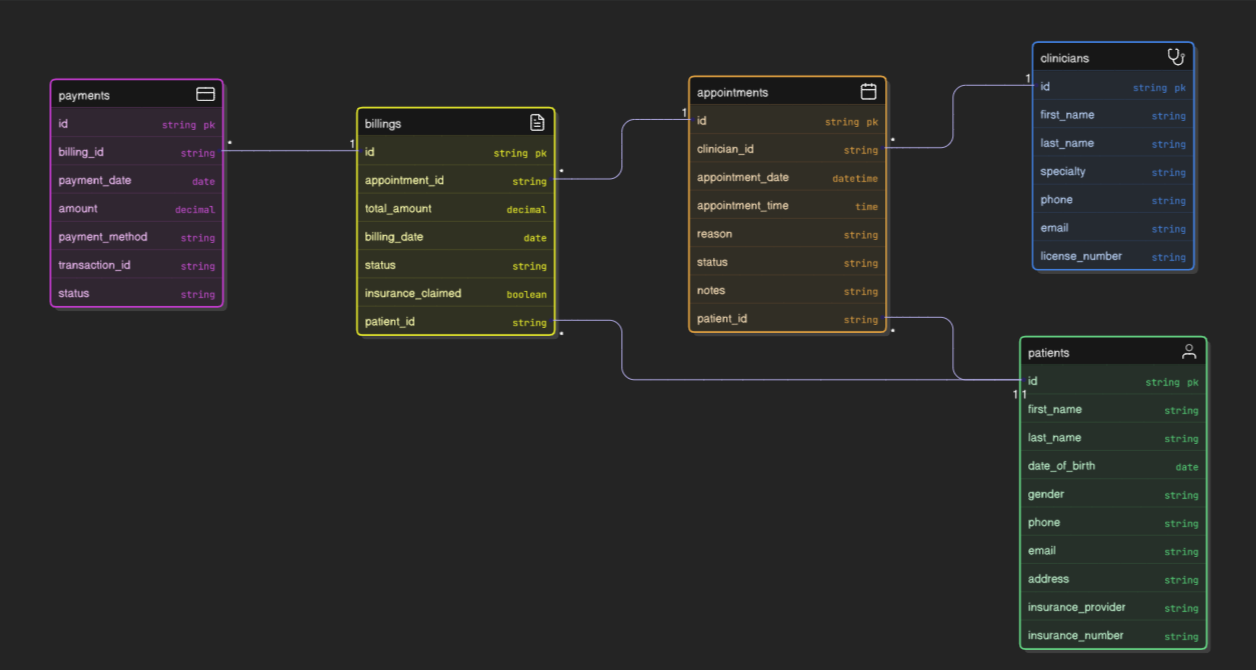 payments
id string pk
billing_id string
payment_date date
amount decimal
payment_method string
transaction_id string
status string
billings
id string pk
appointment_id string
total_amount decimal
billing_date date
status string
insurance_claimed boolean
patient_id string
appointments
id string pk
clinician_id string
appointment_date datetime
appointment_time time
reason string
status string
notes string
patient_id string
clinicians
id string pk
first_name string
last_name string
specialty string
phone string
email string
license_number string
patients
id string pk
first_name string
last_name string
date_of_birth date
gender string
phone string
email string
address string
insurance_provider string
insurance_number string
1
1
1
1 1